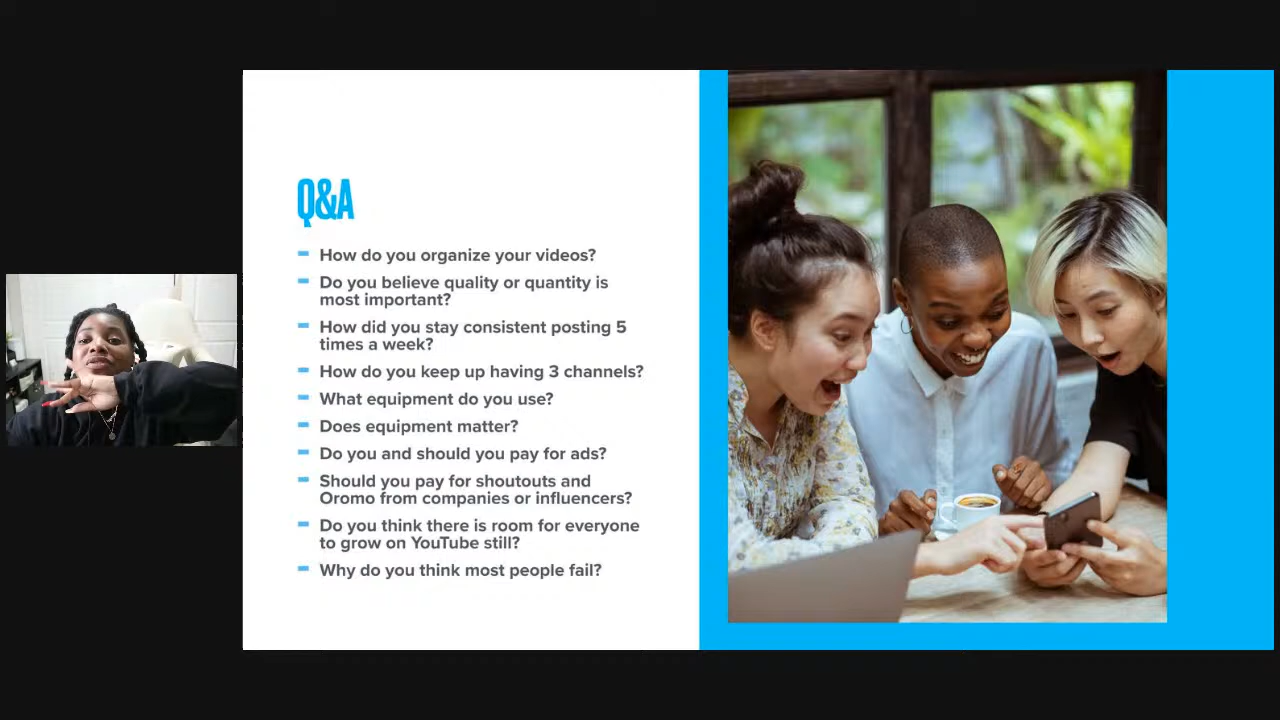 Q&A
- How do you organize your videos?
- Do you believe quality or quantity is
most important?
- How did you stay consistent posting 5
times a week?
- How do you keep up having 3 channels?
- What equipment do you use?
- Does equipment matter?
- Do you and should you pay for ads?
- Should you pay for shoutouts and
Oromo from companies or influencers?
- Do you think there is room for everyone
to grow on YouTube still?
- Why do you think most people fail?